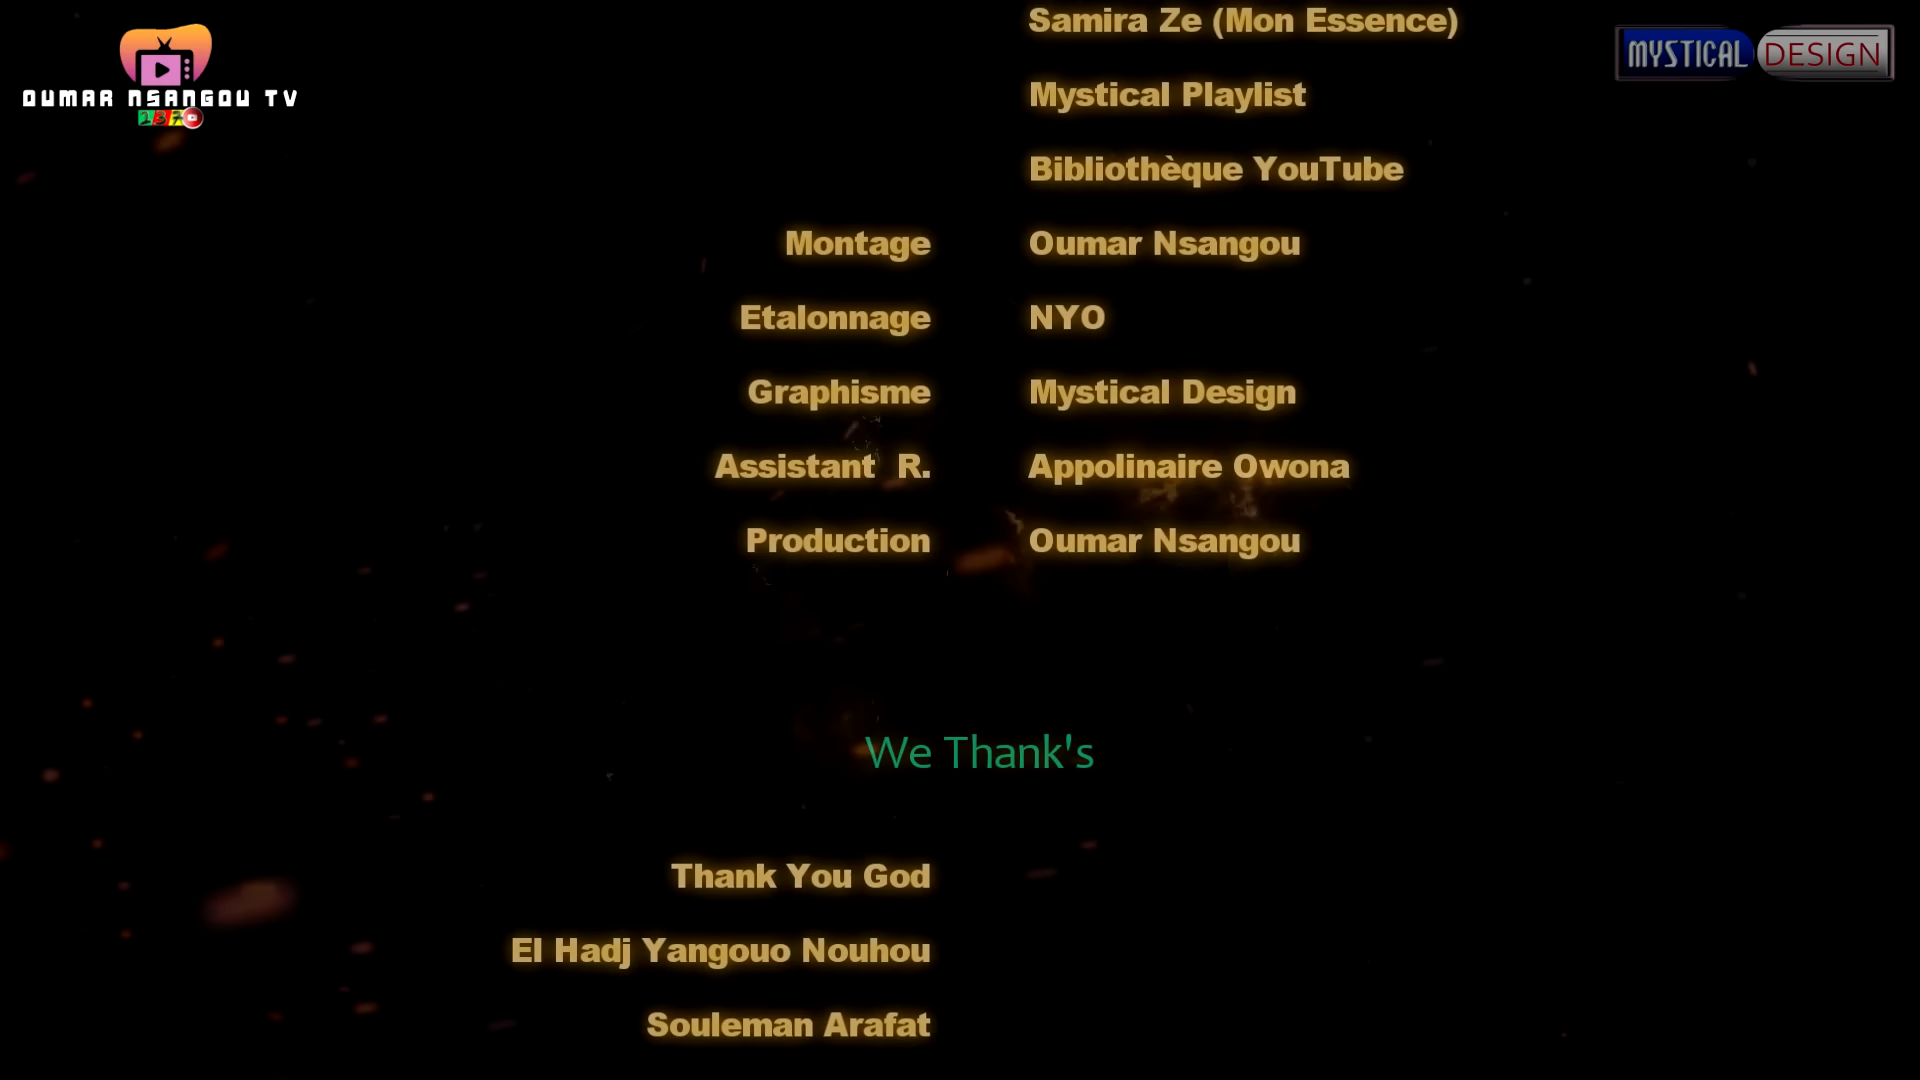 Samira Ze (Mon Essence)
OUMAR NSANGOU TV
237
MYSTICAL DESIGN
Mystical Playlist
Bibliothèque YouTube
Montage Oumar Nsangou
Etalonnage NYO
Graphisme Mystical Design
Assistant R. Appolinaire Owona
Production Oumar Nsangou
We Thank's
Thank You God
El Hadj Yangouo Nouhou
Souleman Arafat